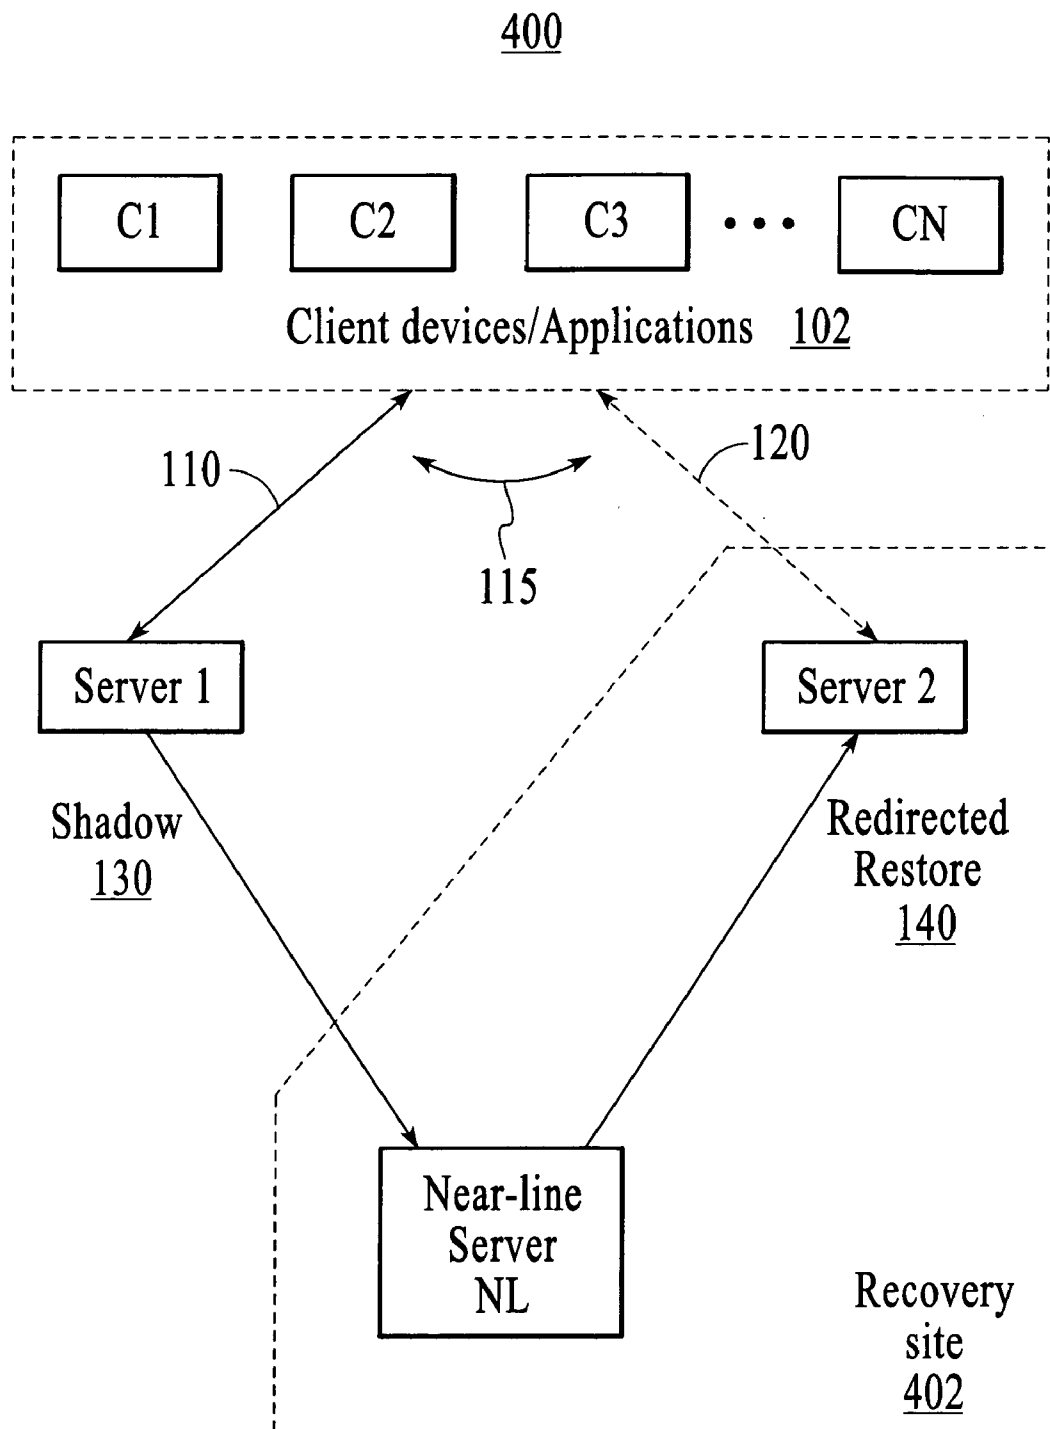 400
C1 C2 C3 CN
Client devices/Applications 102
110
120
115
Server 1
Server 2
Shadow
130
Redirected
Restore
140
Near-line
Server
NL
Recovery
site
402